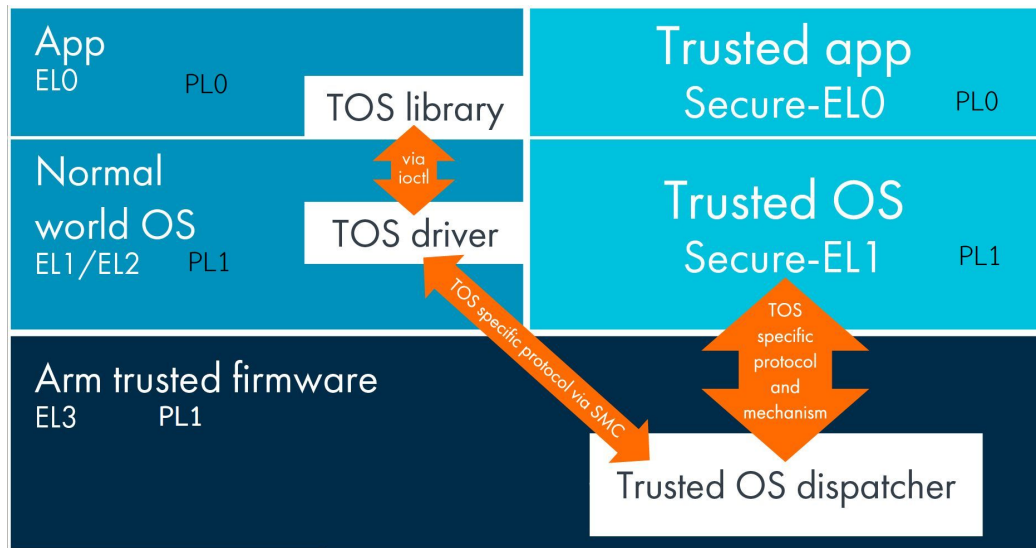 App
EL0 PL0
TOS library
Trusted app
Secure-EL0 PL0
via
ioctl
Normal
world OS
EL1/EL2 PL1
TOS driver
Trusted OS
Secure-EL1 PL1
TOS specific protocol via SMC
TOS
specific
protocol
and
mechanism
Arm trusted firmware
EL3 PL1
Trusted OS dispatcher